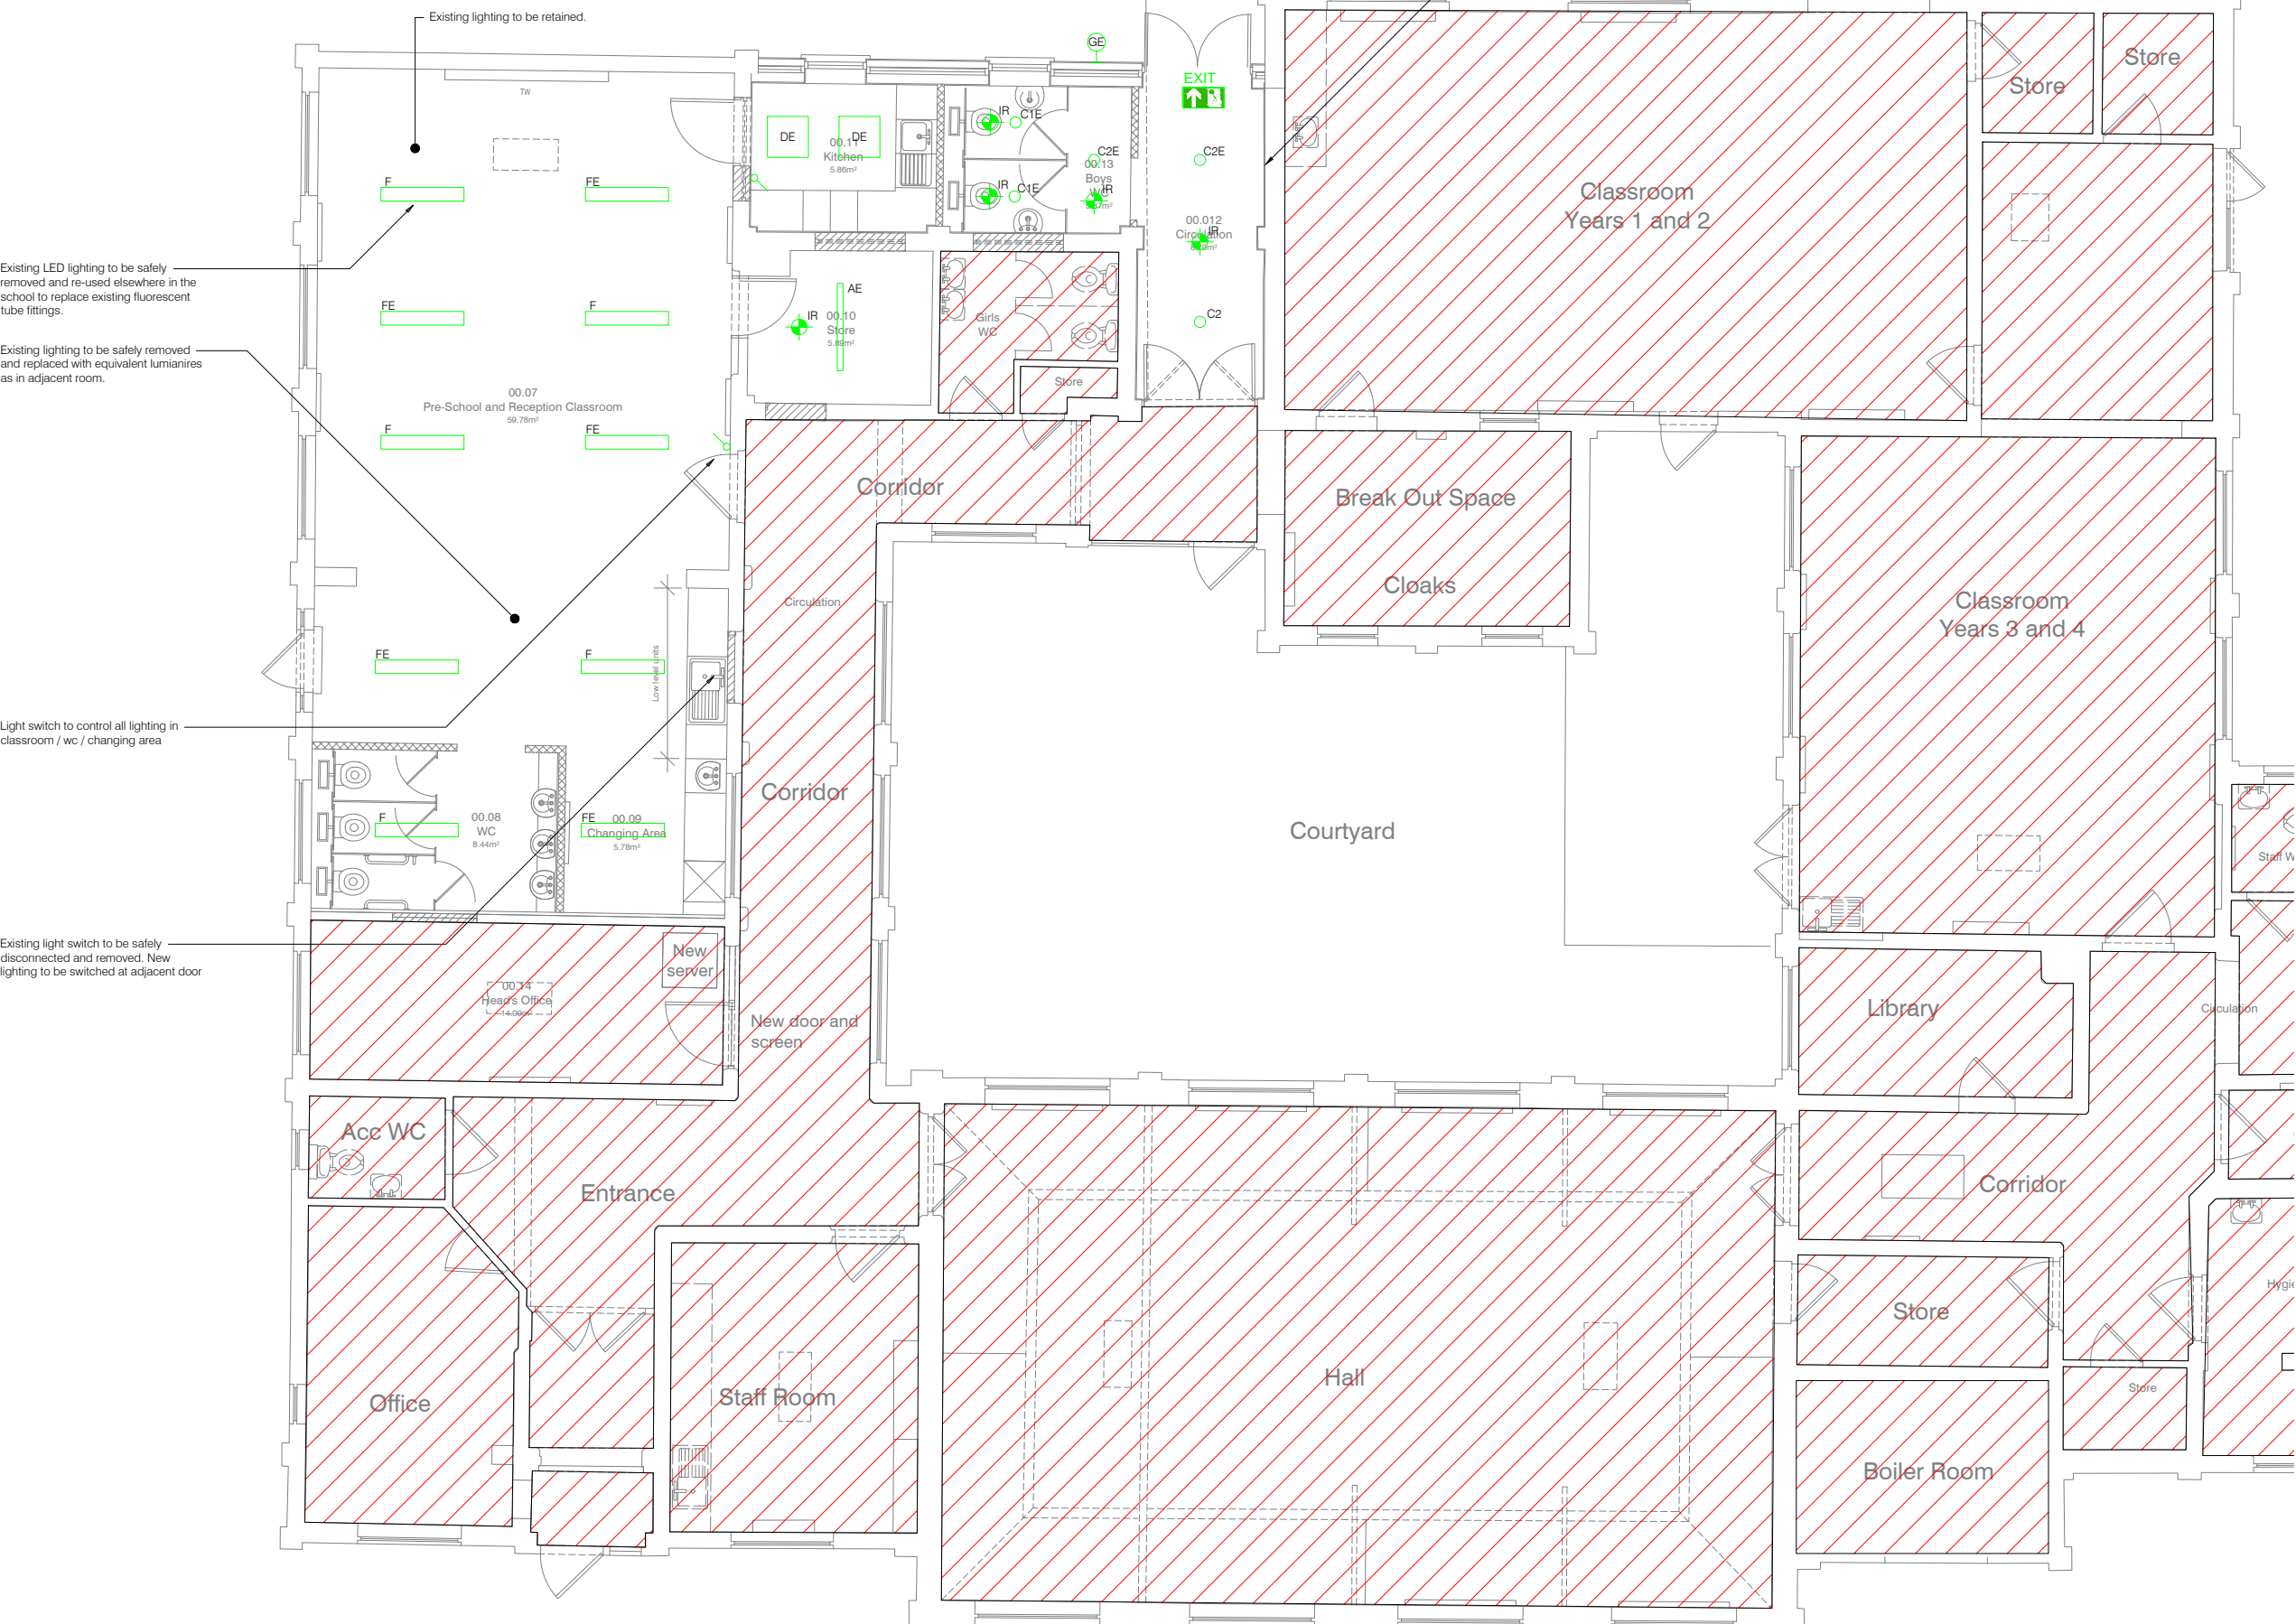 Existing lighting to be retained.
GE
EXIT
TW
Store
Store
DE
DE
00.11
Kitchen
5.86m²
IR
C1E
C2E
00.13
Boys
C2E
F
FE
IR
C1E
IR
Classroom
Years 1 and 2
00.012
Circulation
IR
Existing LED lighting to be safely
removed and re-used elsewhere in the
school to replace existing fluorescent
tube fittings.
FE
F
AE
IR
00.10
Store
5.89m²
Girls
WC
C2
Existing lighting to be safely removed
and replaced with equivalent lumianires
as in adjacent room.
Store
00.07
Pre-School and Reception Classroom
59.78m²
F
FE
Corridor
Break Out Space
Cloaks
Circulation
Classroom
Years 3 and 4
FE
F
Low level units
Light switch to control all lighting in
classroom / wc / changing area
Corridor
Courtyard
F
00.08
WC
8.44m²
FE
00.09
Changing Area
5.78m²
Staff W
Existing light switch to be safely
disconnected and removed. New
lighting to be switched at adjacent door
New
server
00.14
Head's Office
14.09m²
New door and
screen
Library
Circulation
Acc WC
Entrance
Corridor
Hygie
Store
Office
Staff Room
Hall
Store
Boiler Room